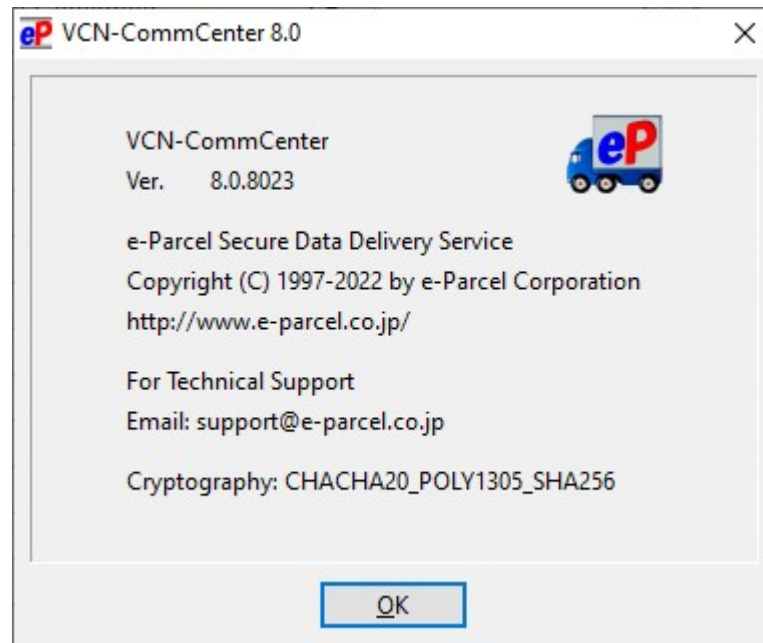 eP VCN-CommCenter 8.0
VCN-CommCenter
eP
Ver. 8.0.8023
e-Parcel Secure Data Delivery Service
Copyright (C) 1997-2022 by e-Parcel Corporation
http://www.e-parcel.co.jp/
For Technical Support
Email: support@e-parcel.co.jp
Cryptography: CHACHA20_POLY1305_SHA256
OK